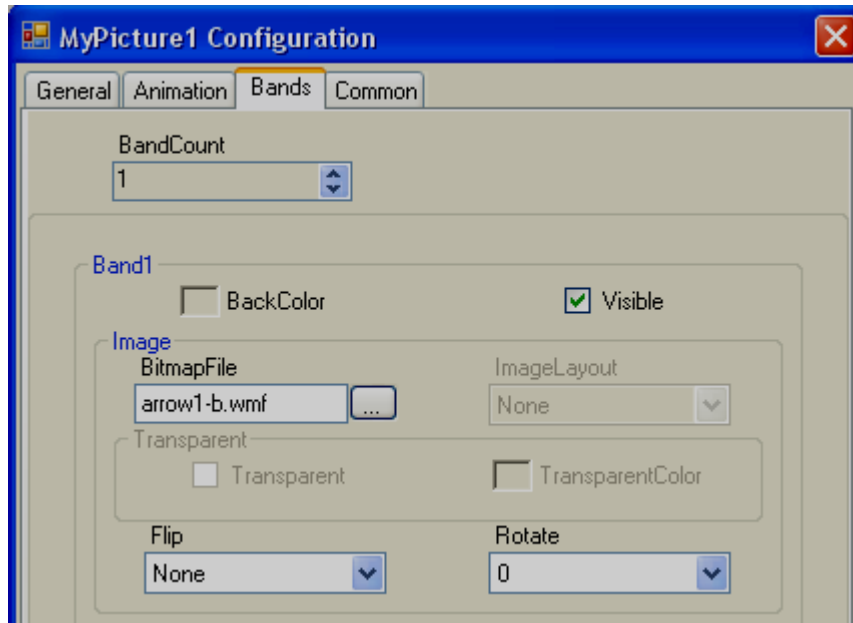 MyPicture1 Configuration
General Animation Bands Common
BandCount
1
Band1
BackColor Visible
Image
BitmapFile ImageLayout
arrow1-b.wmf ... None
Transparent
Transparent TransparentColor
Flip Rotate
None 0